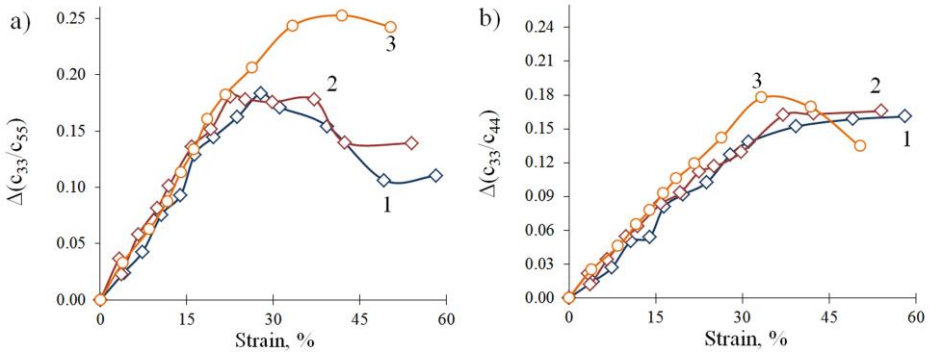 a)
Δ(c₃₃/c₅₅)
0.25
0.20
0.15
0.10
0.05
0.00
3
2
1
0 15 30 45 60
Strain, %
b)
Δ(c₃₃/c₄₄)
0.24
0.21
0.18
0.15
0.12
0.09
0.06
0.03
0.00
3
2
1
0 15 30 45 60
Strain, %